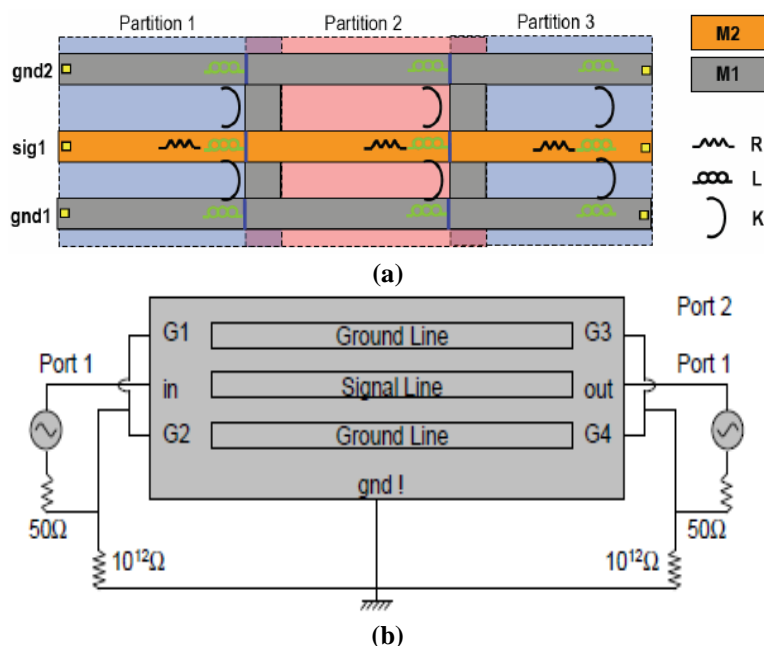 Partition 1 Partition 2 Partition 3
M2
M1
gnd2
sig1
gnd1
R
L
K
(a)
Port 2
G1 Ground Line G3
Port 1 Port 1
in Signal Line out
G2 Ground Line G4
gnd !
50Ω 50Ω
10¹²Ω 10¹²Ω
(b)